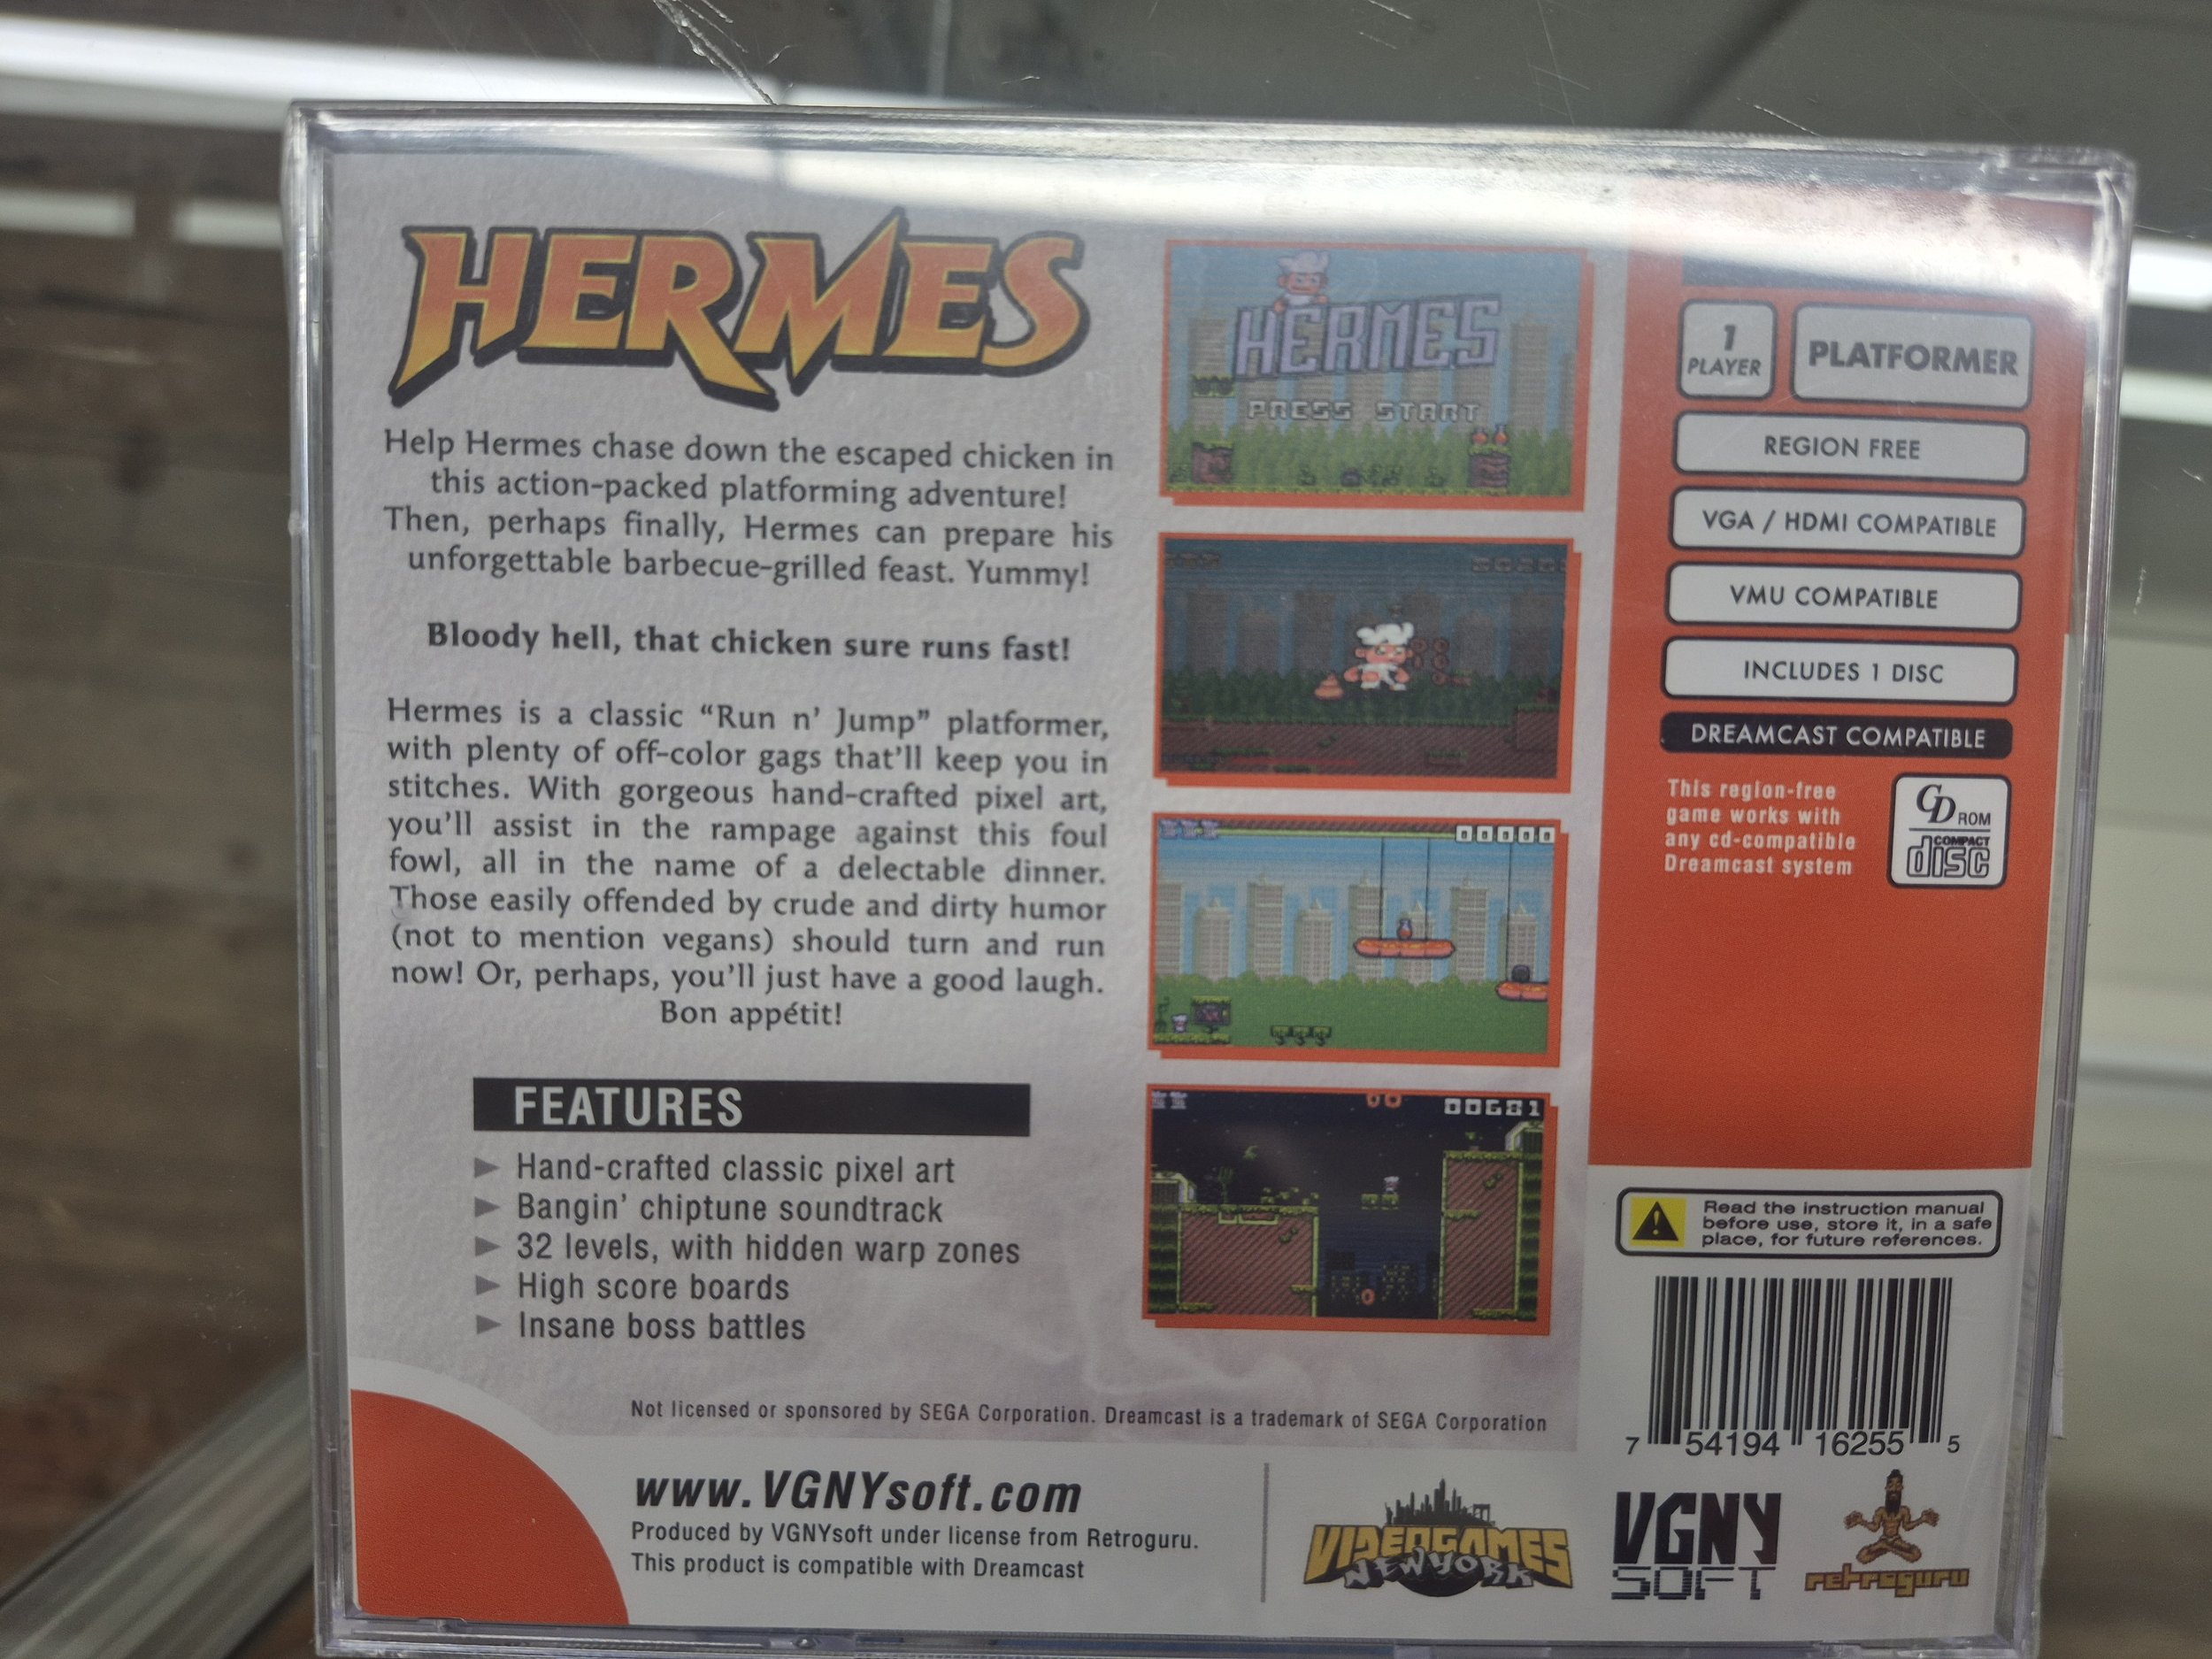 HERMES
Help Hermes chase down the escaped chicken in
this action-packed platforming adventure!
Then, perhaps finally, Hermes can prepare his
unforgettable barbecue-grilled feast. Yummy!
Bloody hell, that chicken sure runs fast!
Hermes is a classic “Run n’ Jump” platformer,
with plenty of off-color gags that’ll keep you in
stitches. With gorgeous hand-crafted pixel art,
you’ll assist in the rampage against this foul
fowl, all in the name of a delectable dinner.
Those easily offended by crude and dirty humor
(not to mention vegans) should turn and run
now! Or, perhaps, you’ll just have a good laugh.
Bon appétit!
FEATURES
Hand-crafted classic pixel art
Bangin’ chiptune soundtrack
32 levels, with hidden warp zones
High score boards
Insane boss battles
HERMES
PRESS START
00000
00681
1
PLAYER
PLATFORMER
REGION FREE
VGA / HDMI COMPATIBLE
VMU COMPATIBLE
INCLUDES 1 DISC
DREAMCAST COMPATIBLE
This region-free
game works with
any cd-compatible
Dreamcast system
CD ROM
COMPACT
disc
Read the instruction manual
before use, store it, in a safe
place, for future references.
7 54194 16255 5
Not licensed or sponsored by SEGA Corporation. Dreamcast is a trademark of SEGA Corporation
www.VGNYsoft.com
Produced by VGNYsoft under license from Retroguru.
This product is compatible with Dreamcast
VIDEOGAMES
NEWYORK
VGNY
SOFT
retroguru